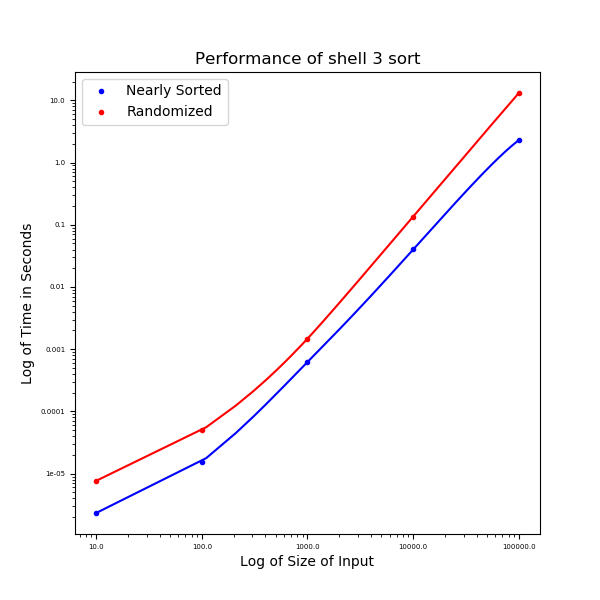 Performance of shell 3 sort
Nearly Sorted
Randomized
Log of Time in Seconds
10.0
1.0
0.1
0.01
0.001
0.0001
1e-05
10.0
100.0
1000.0
10000.0
100000.0
Log of Size of Input